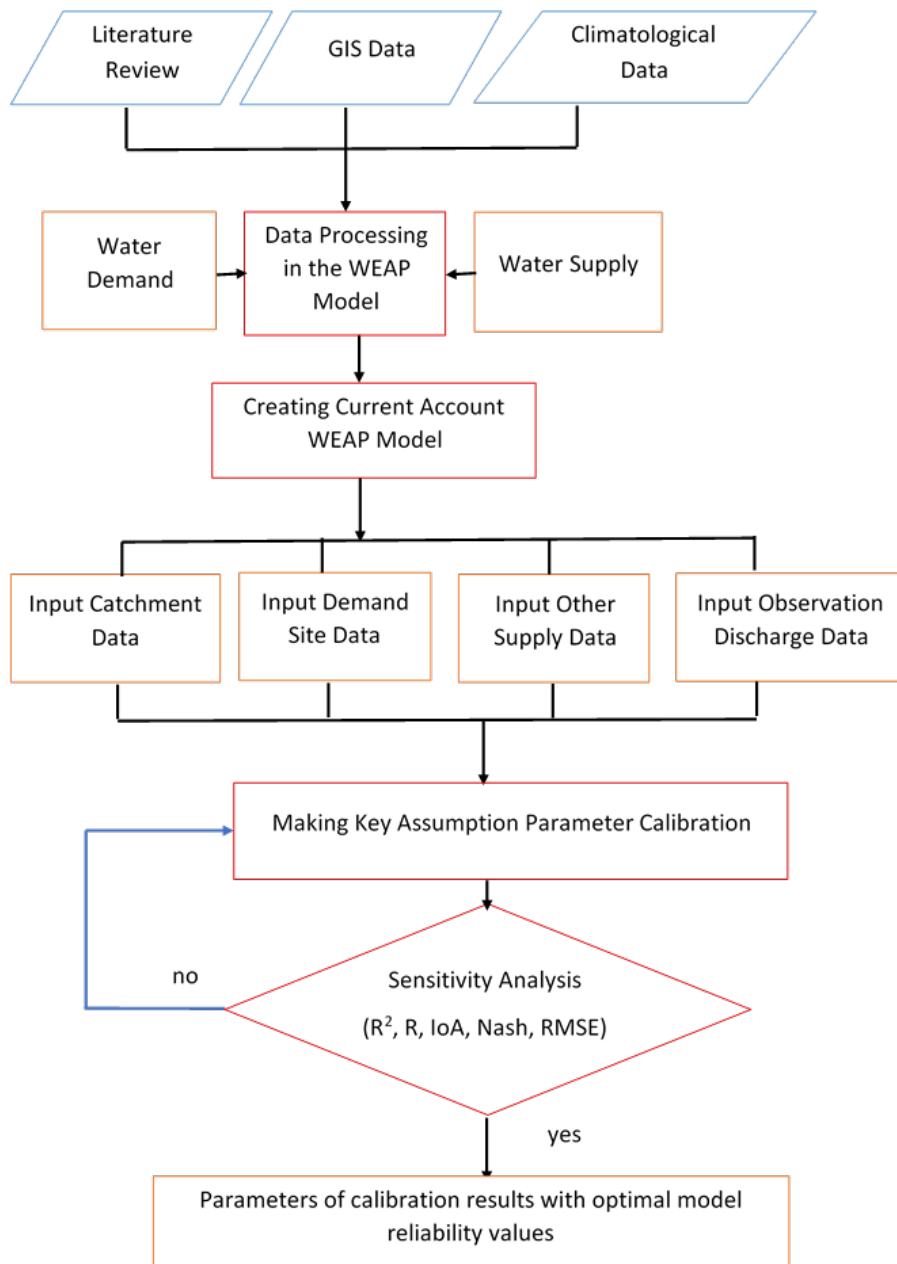 Literature
Review
GIS Data
Climatological
Data
Water
Demand
Data Processing
in the WEAP
Model
Water Supply
Creating Current Account
WEAP Model
Input Catchment
Data
Input Demand
Site Data
Input Other
Supply Data
Input Observation
Discharge Data
Making Key Assumption Parameter Calibration
no
Sensitivity Analysis
(R², R, IoA, Nash, RMSE)
yes
Parameters of calibration results with optimal model
reliability values